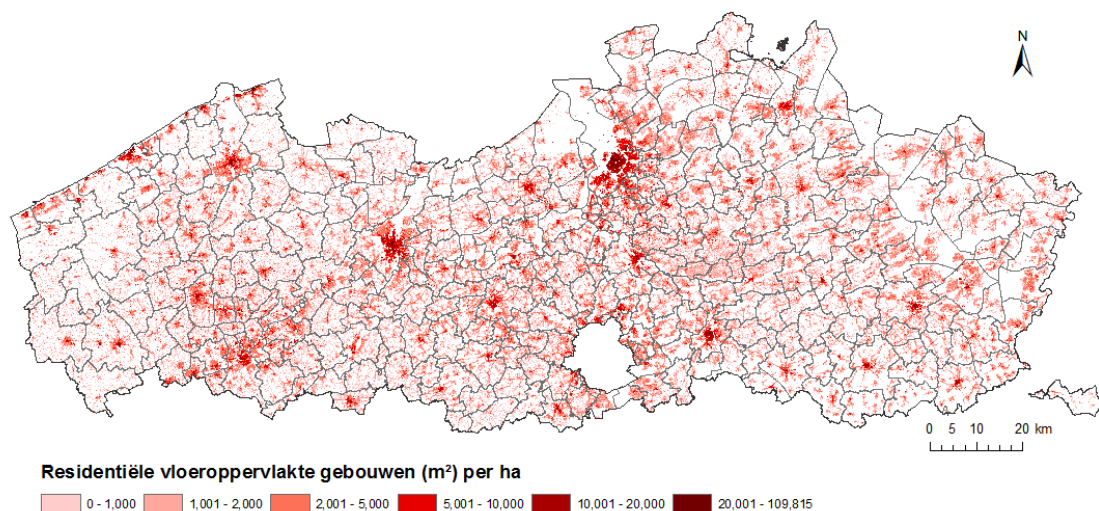 N
0 5 10 20 km
Residentiële vloeroppervlakte gebouwen (m²) per ha
0 - 1,000 1,001 - 2,000 2,001 - 5,000 5,001 - 10,000 10,001 - 20,000 20,001 - 109,815